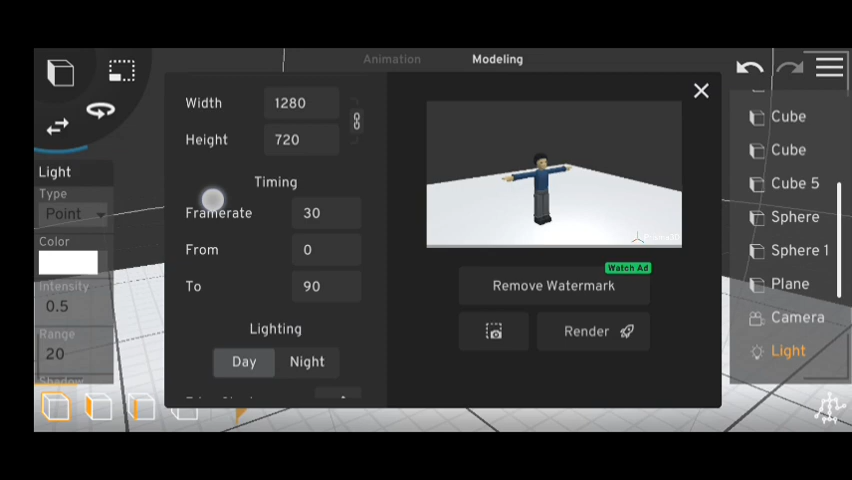 Animation
Modeling
Width
1280
Height
720
Timing
Framerate
30
From
0
To
90
Lighting
Day
Night
Watch Ad
Remove Watermark
Render
Light
Type
Point
Color
Intensity
0.5
Range
20
Shadow
Cube
Cube
Cube 5
Sphere
Sphere 1
Plane
Camera
Light